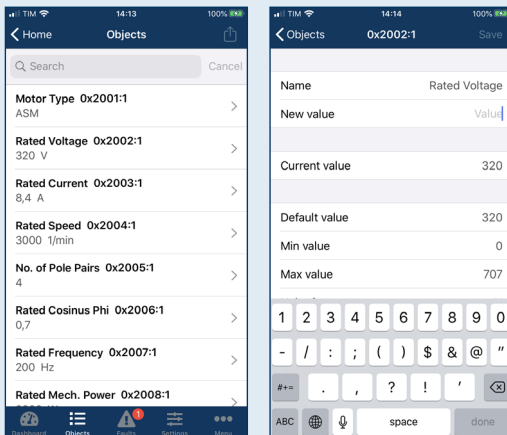 TIM
14:13
100%
Home
Objects
Search
Cancel
Motor Type 0x2001:1
ASM
Rated Voltage 0x2002:1
320 V
Rated Current 0x2003:1
8,4 A
Rated Speed 0x2004:1
3000 1/min
No. of Pole Pairs 0x2005:1
4
Rated Cosinus Phi 0x2006:1
0,7
Rated Frequency 0x2007:1
200 Hz
Rated Mech. Power 0x2008:1
1
Dashboard
Objects
Faults
Settings
Menu
TIM
14:14
100%
Objects
0x2002:1
Save
Name
Rated Voltage
New value
Value
Current value
320
Default value
320
Min value
0
Max value
707
1 2 3 4 5 6 7 8 9 0
- / : ; ( ) $ & @ "
#+= . , ? ! '
ABC
space
done